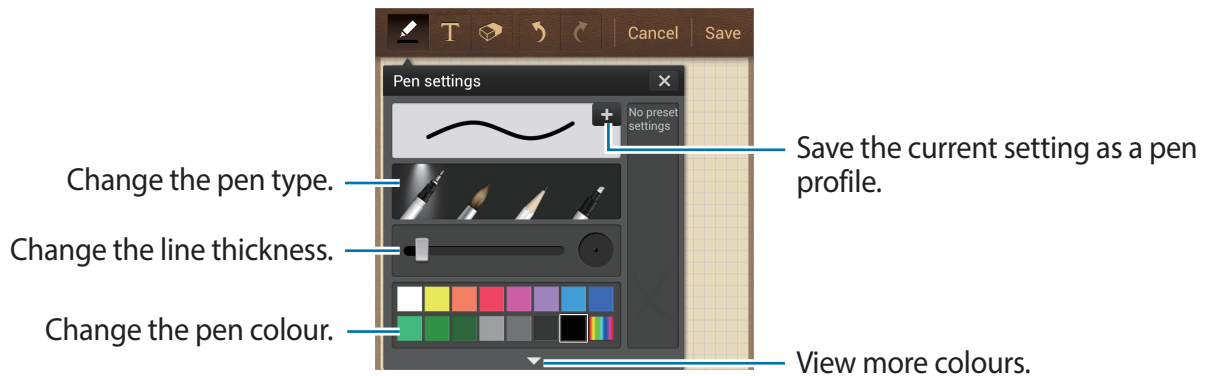 T
Cancel
Save
Pen settings
No preset
settings
Save the current setting as a pen
profile.
Change the pen type.
Change the line thickness.
Change the pen colour.
View more colours.